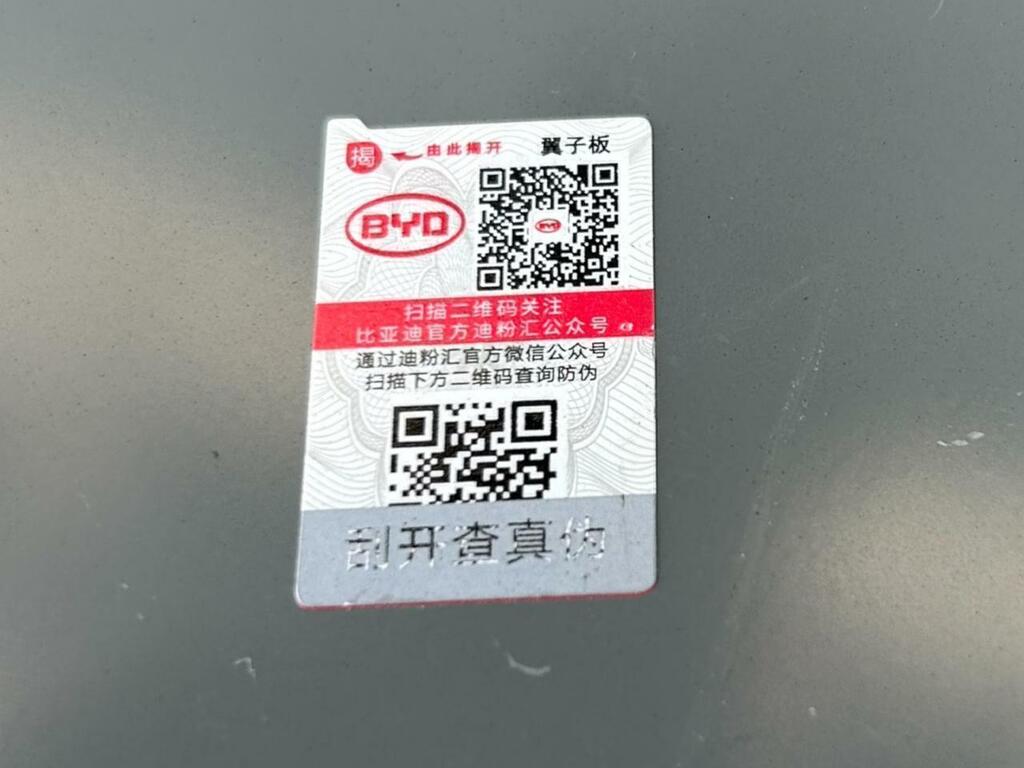 揭 由此揭开 翼子板
BYD
扫描二维码关注
比亚迪官方迪粉汇公众号
通过迪粉汇官方微信公众号
扫描下方二维码查询防伪
刮开查真伪